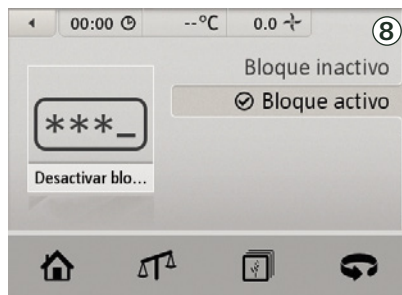 00:00 --°C 0.0
8
Bloque inactivo
Bloque activo
***_
Desactivar blo...